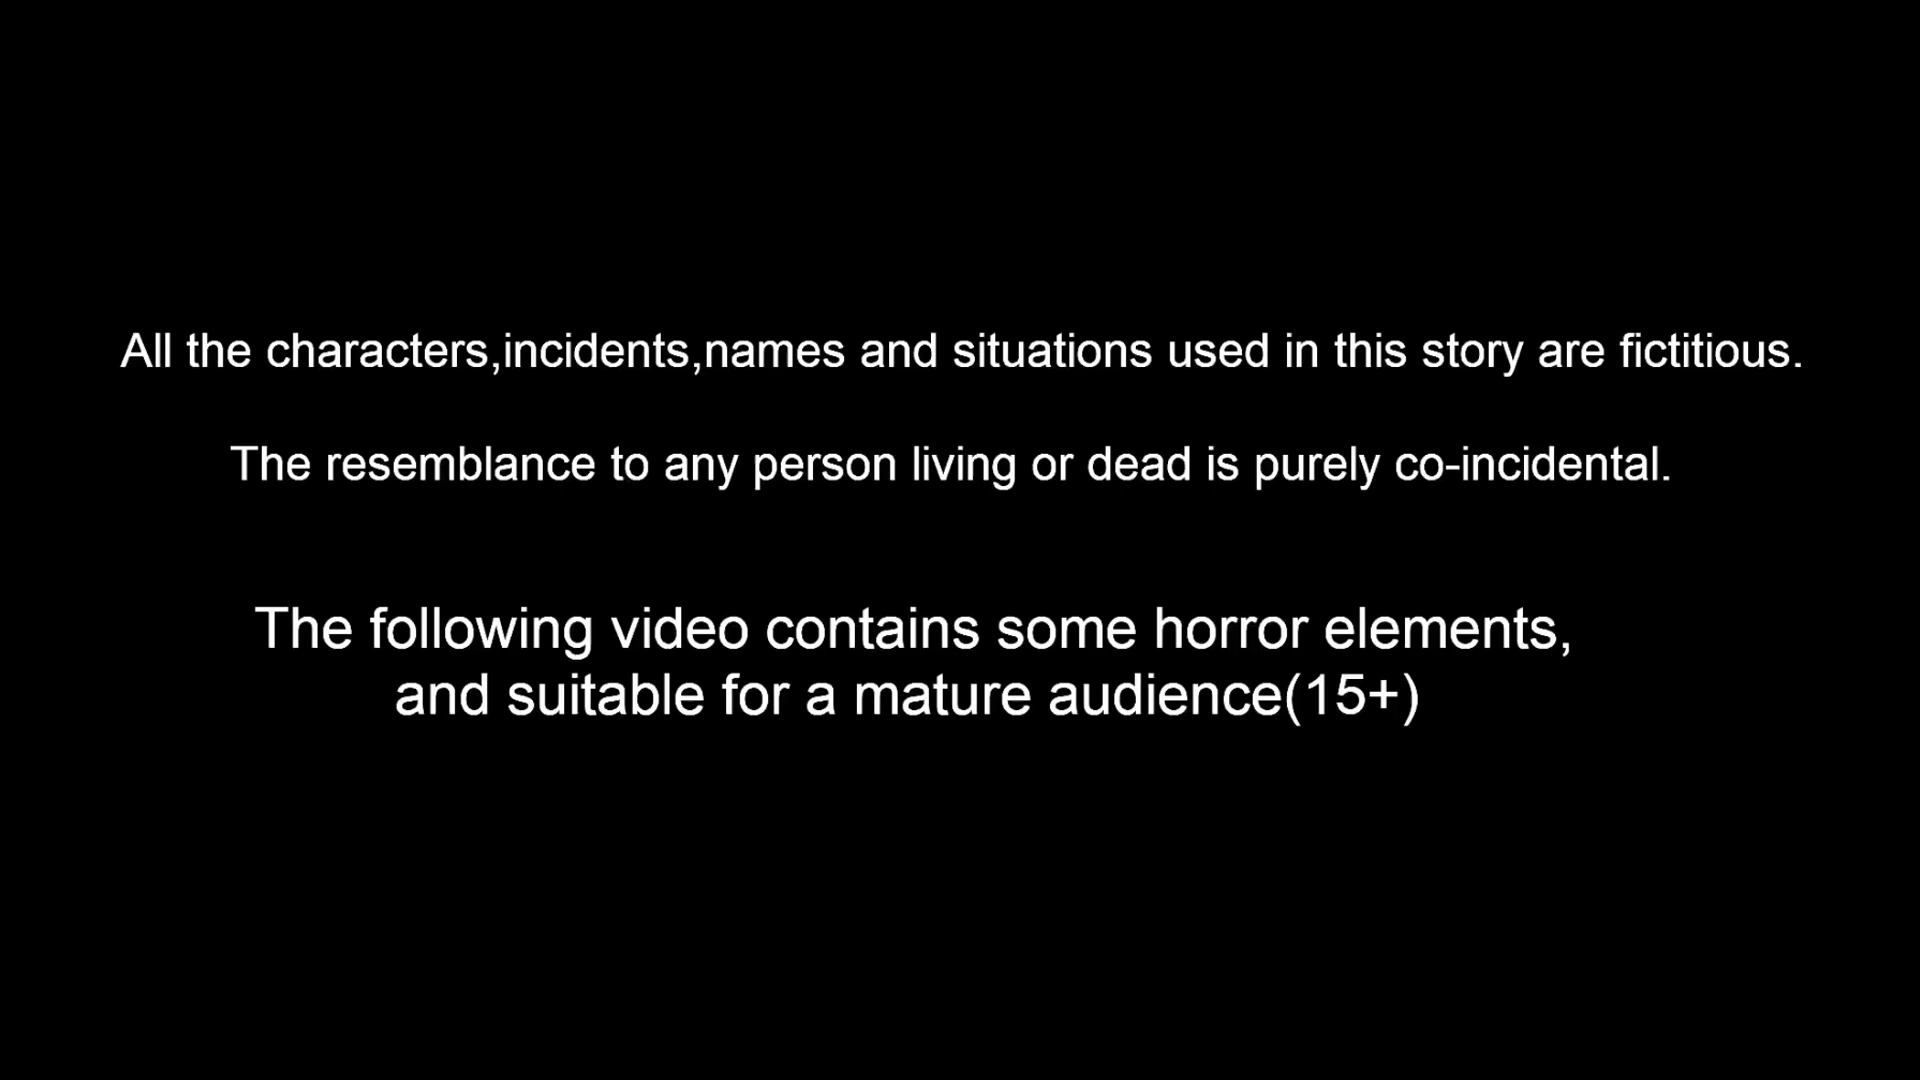 All the characters,incidents,names and situations used in this story are fictitious.
The resemblance to any person living or dead is purely co-incidental.
The following video contains some horror elements,
and suitable for a mature audience(15+)